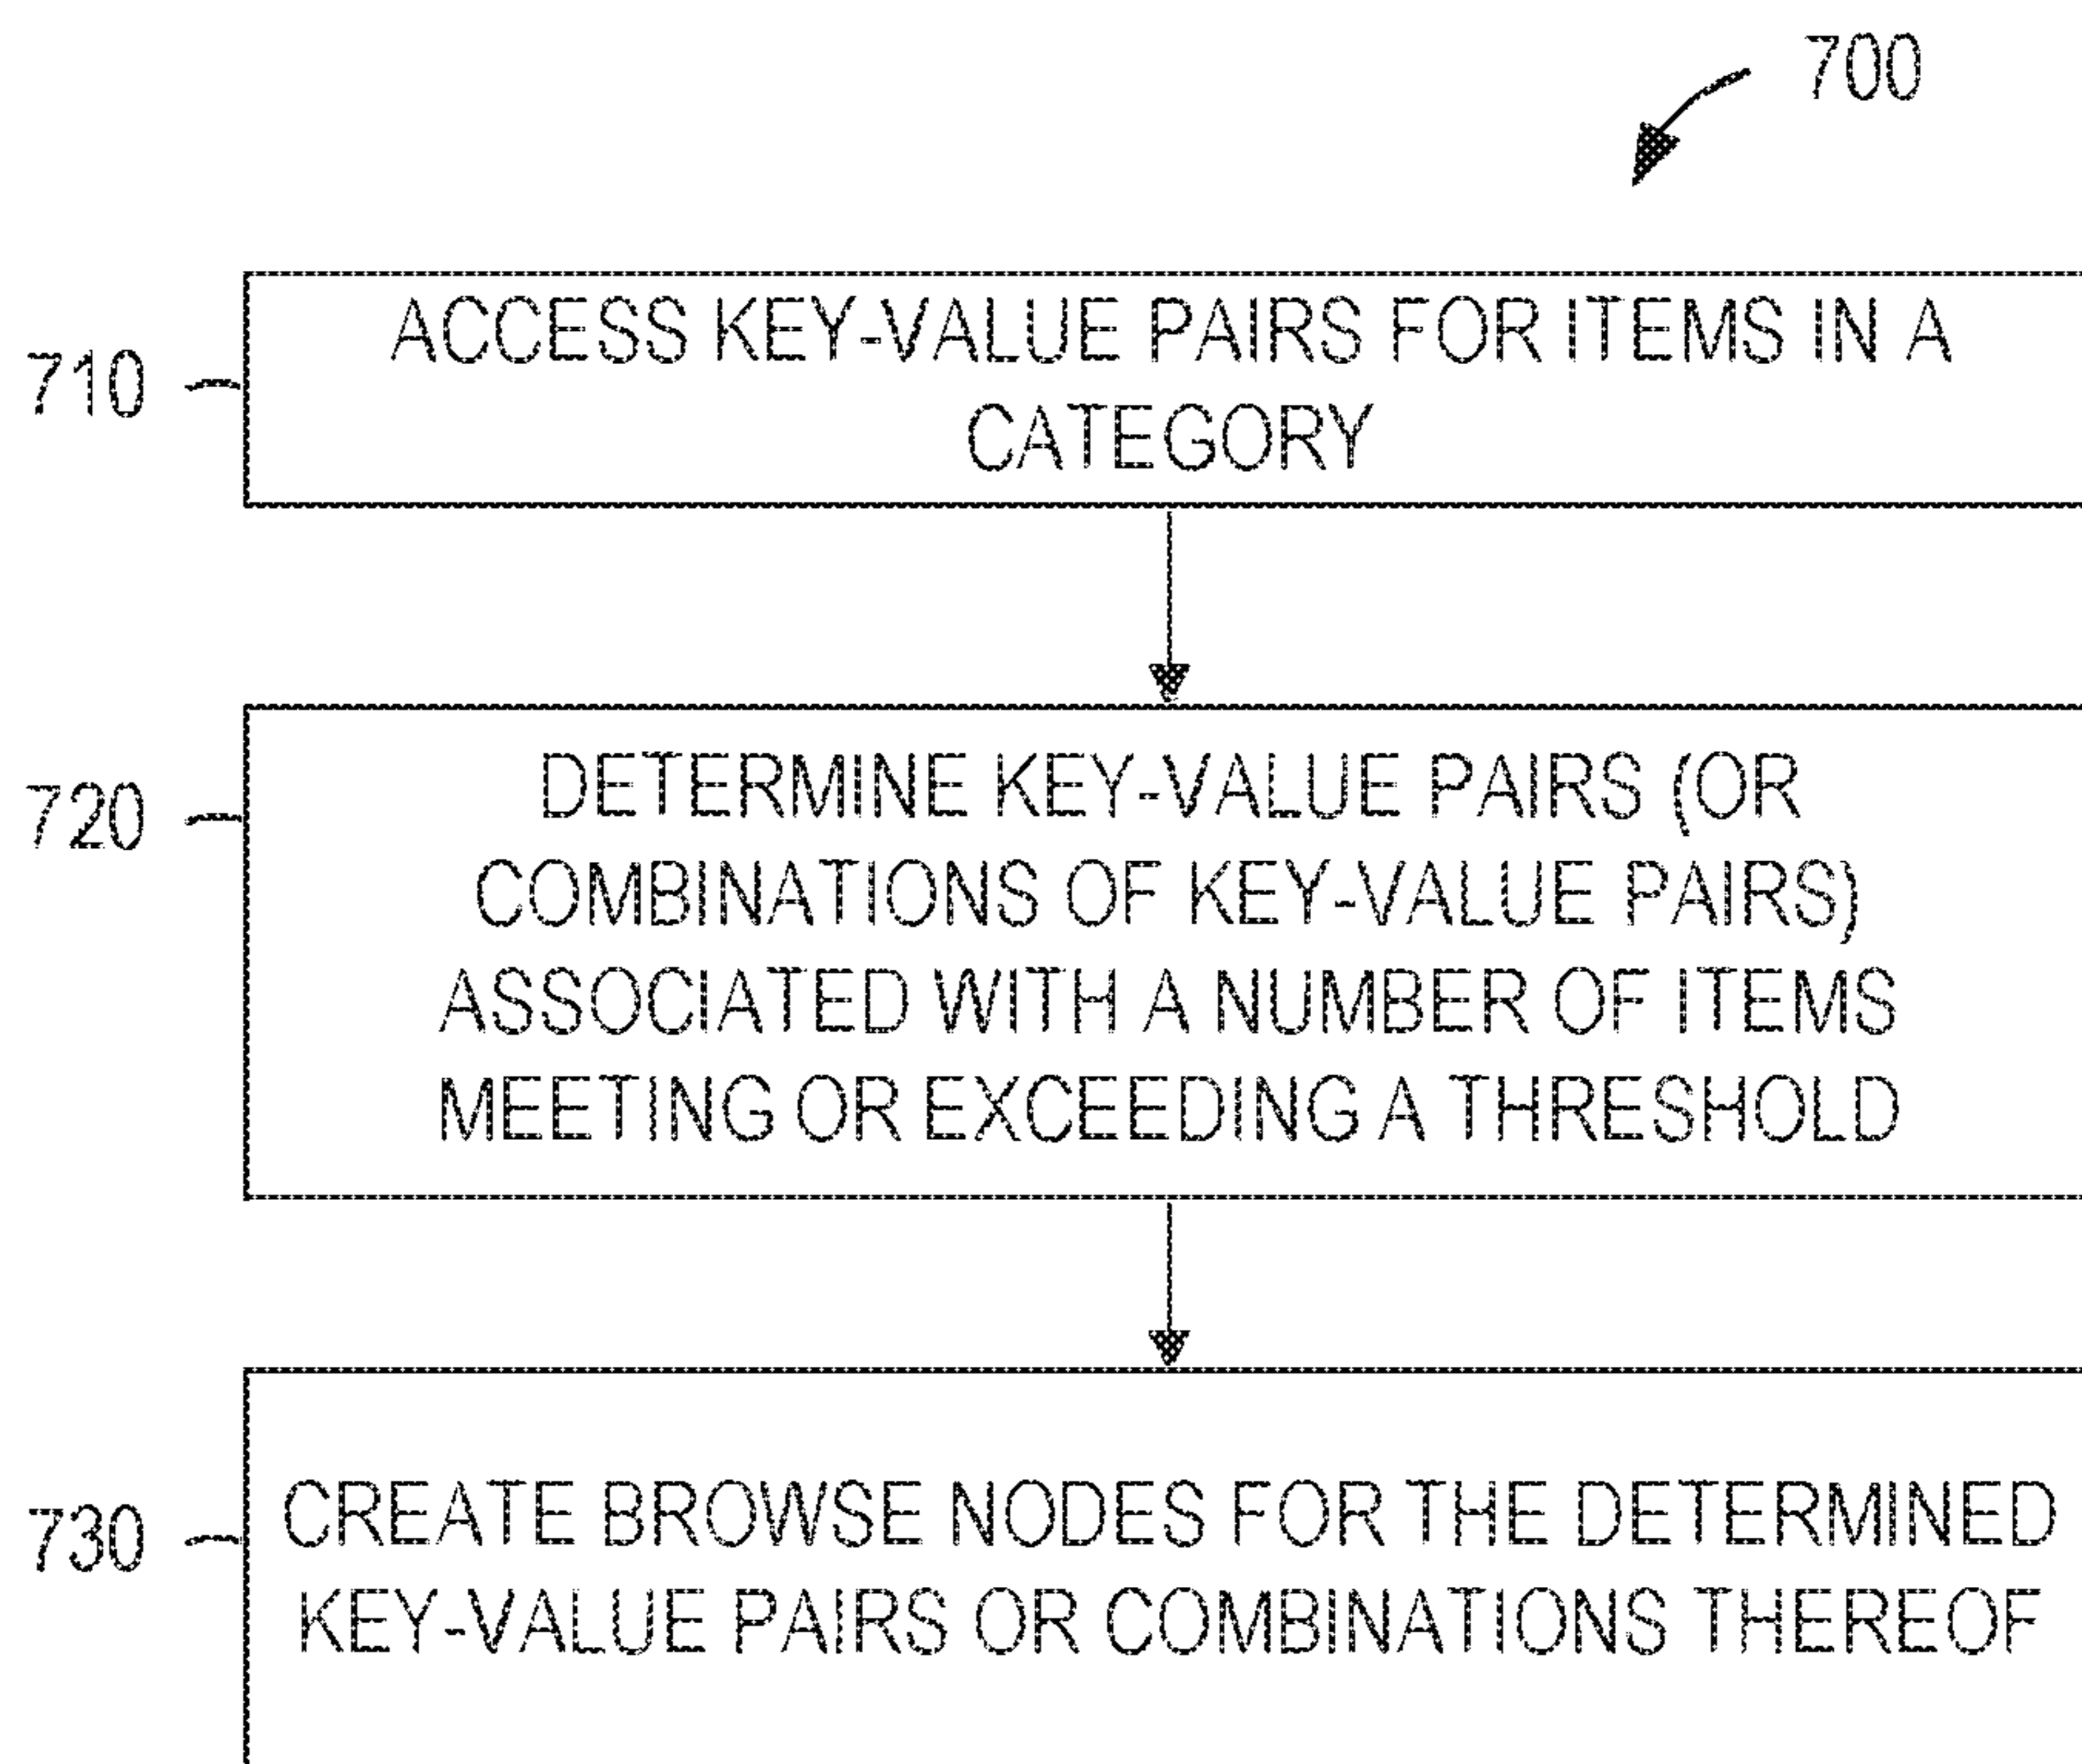 700
710
ACCESS KEY-VALUE PAIRS FOR ITEMS IN A
CATEGORY
720
DETERMINE KEY-VALUE PAIRS (OR
COMBINATIONS OF KEY-VALUE PAIRS)
ASSOCIATED WITH A NUMBER OF ITEMS
MEETING OR EXCEEDING A THRESHOLD
730
CREATE BROWSE NODES FOR THE DETERMINED
KEY-VALUE PAIRS OR COMBINATIONS THEREOF